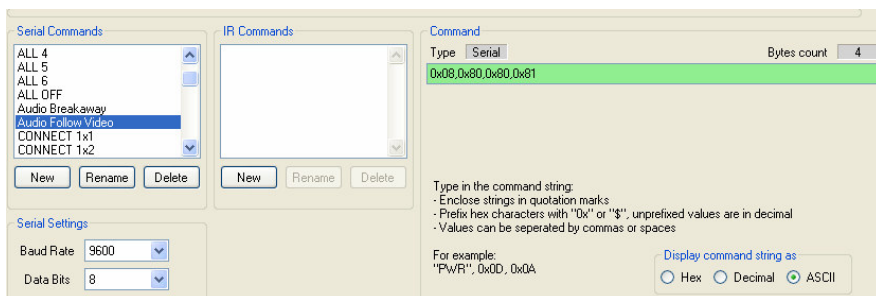 Serial Commands
ALL 4
ALL 5
ALL 6
ALL OFF
Audio Breakaway
Audio Follow Video
CONNECT 1x1
CONNECT 1x2
New Rename Delete
Serial Settings
Baud Rate 9600
Data Bits 8
IR Commands
New Rename Delete
Command
Type Serial Bytes count 4
0x08,0x80,0x80,0x81
Type in the command string:
- Enclose strings in quotation marks
- Prefix hex characters with "0x" or "$", unprefixed values are in decimal
- Values can be seperated by commas or spaces
For example:
"PWR", 0x0D, 0x0A
Display command string as
Hex Decimal ASCII